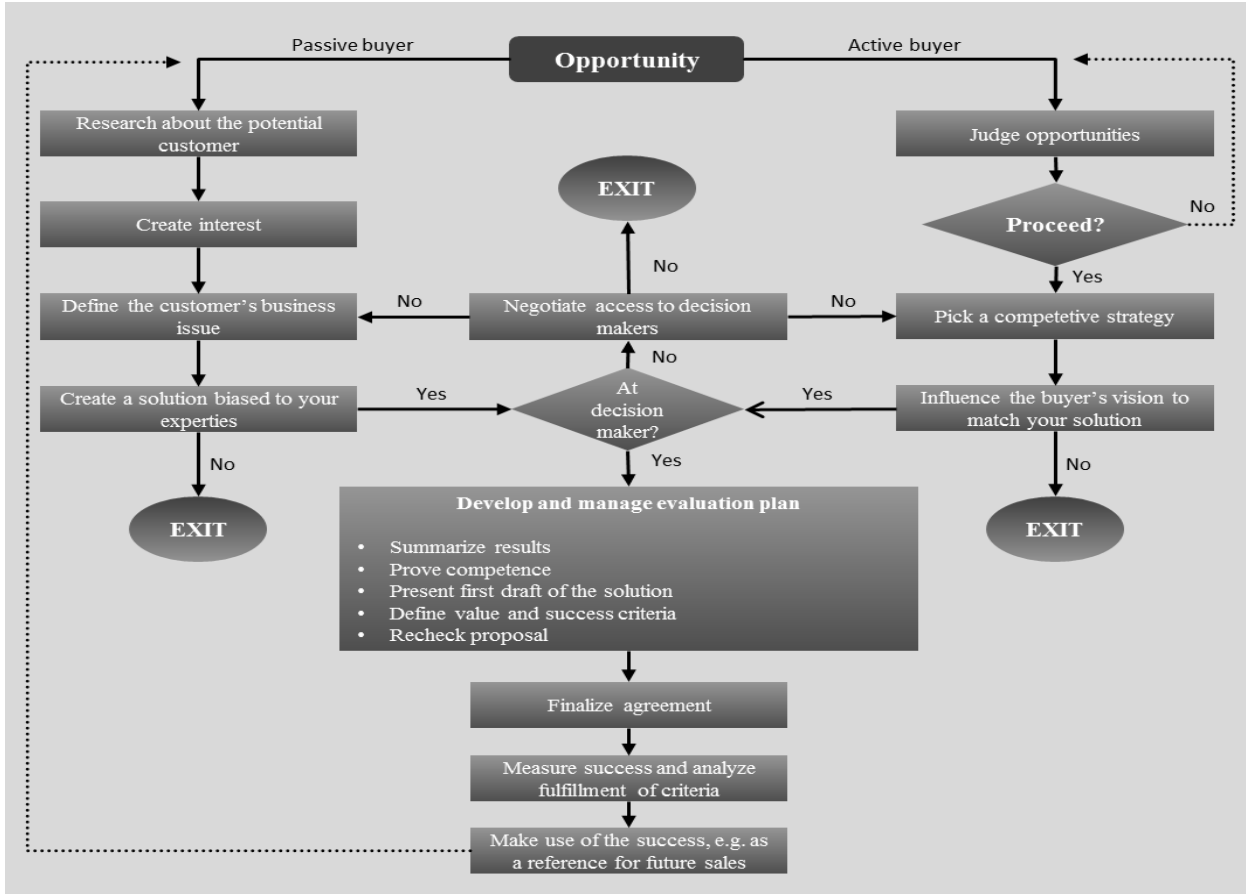 Passive buyer
Opportunity
Active buyer
Research about the potential
customer
Judge opportunities
EXIT
Create interest
Proceed?
No
No
Yes
Define the customer's business
issue
No
Negotiate access to decision
makers
No
Pick a competetive strategy
No
Create a solution biased to your
experties
Yes
At
decision
maker?
Yes
Influence the buyer's vision to
match your solution
No
Yes
No
EXIT
EXIT
Develop and manage evaluation plan
• Summarize results
• Prove competence
• Present first draft of the solution
• Define value and success criteria
• Recheck proposal
Finalize agreement
Measure success and analyze
fulfillment of criteria
Make use of the success, e.g. as
a reference for future sales